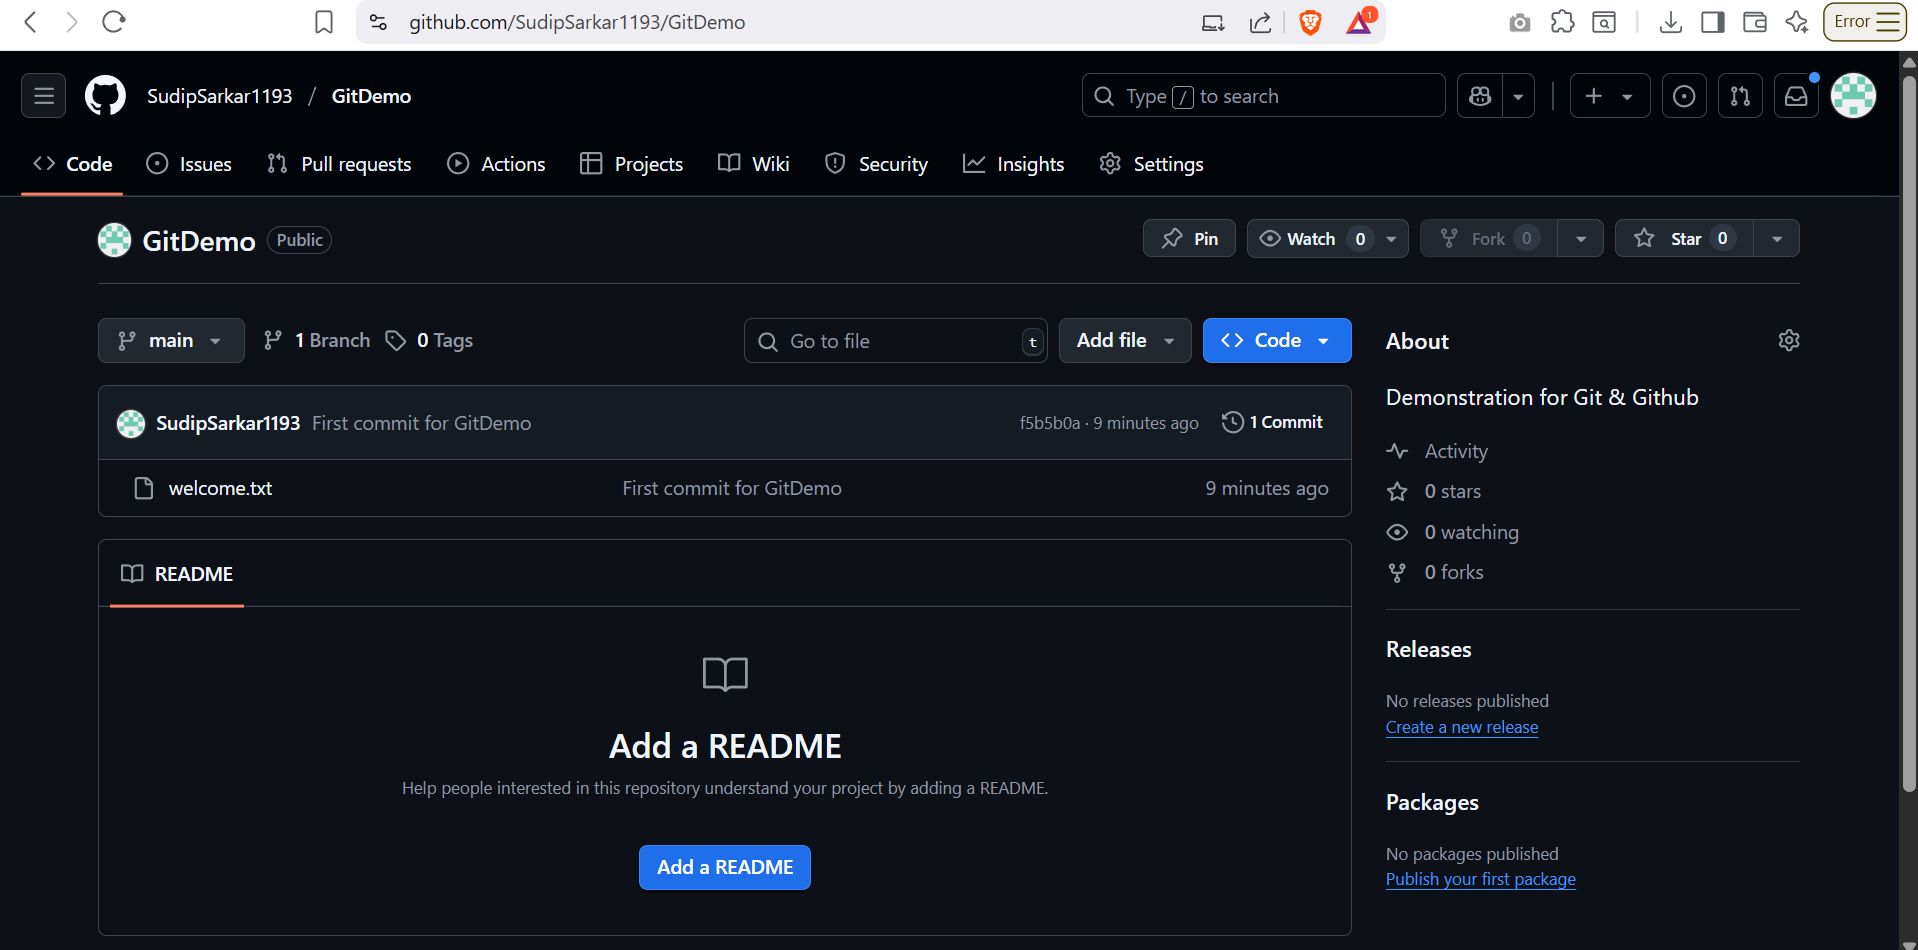 github.com/SudipSarkar1193/GitDemo
1
Error
SudipSarkar1193 / GitDemo
Type / to search
Code Issues Pull requests Actions Projects Wiki Security Insights Settings
GitDemo Public
Pin Watch 0 Fork 0 Star 0
main 1 Branch 0 Tags
Go to file t Add file Code
SudipSarkar1193 First commit for GitDemo f5b5b0a · 9 minutes ago 1 Commit
welcome.txt First commit for GitDemo 9 minutes ago
README
Add a README
Help people interested in this repository understand your project by adding a README.
Add a README
About
Demonstration for Git & Github
Activity
0 stars
0 watching
0 forks
Releases
No releases published
Create a new release
Packages
No packages published
Publish your first package